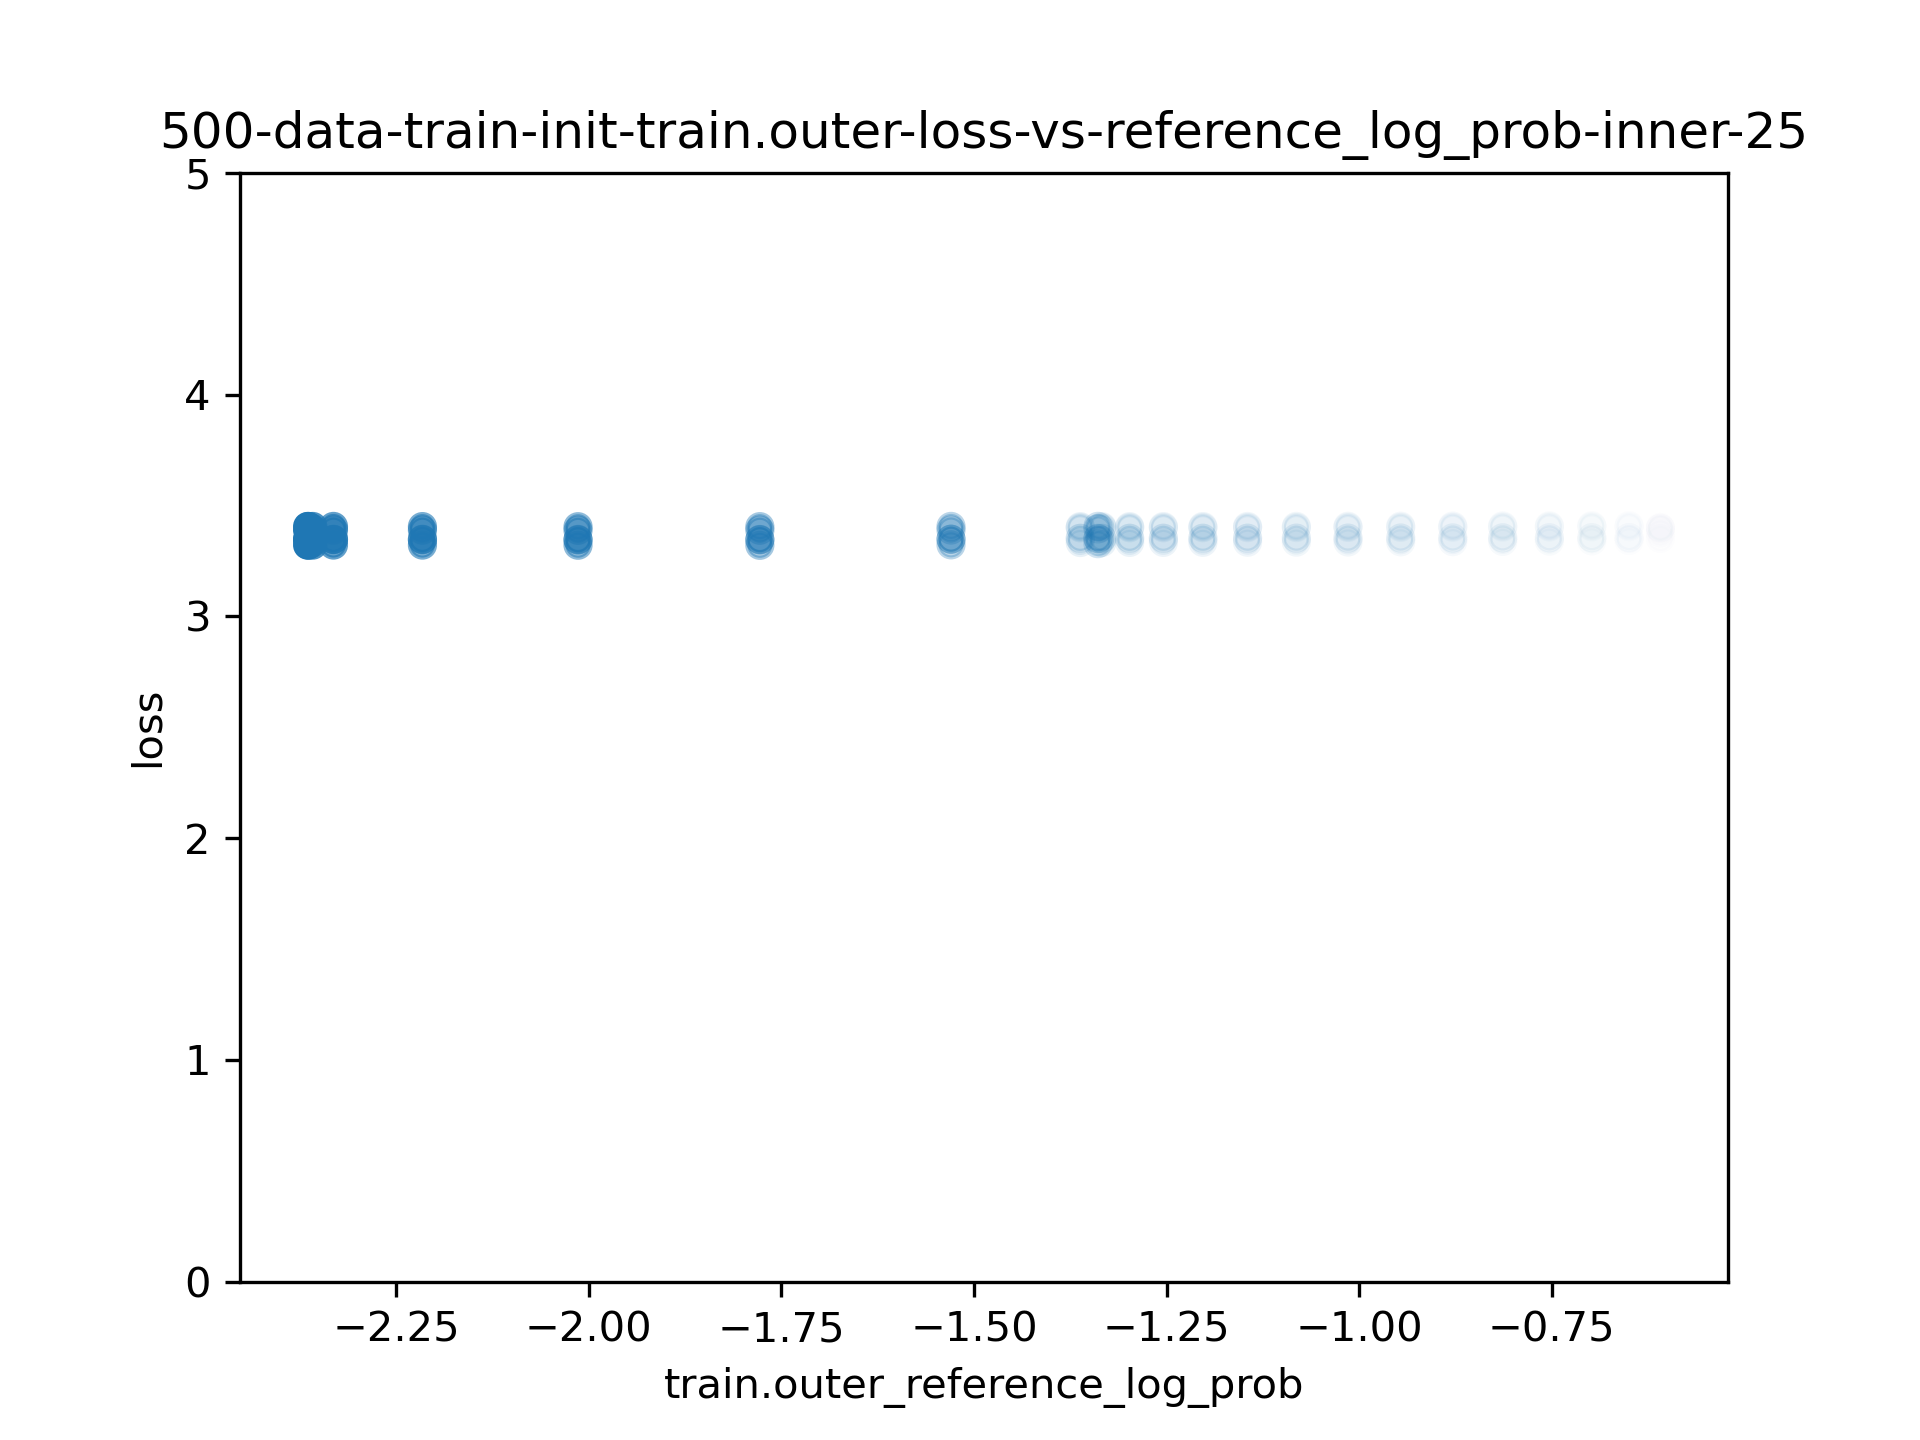 500-data-train-init-train.outer-loss-vs-reference_log_prob-inner-25
5
4
3
2
1
0
loss
−2.25 −2.00 −1.75 −1.50 −1.25 −1.00 −0.75
train.outer_reference_log_prob